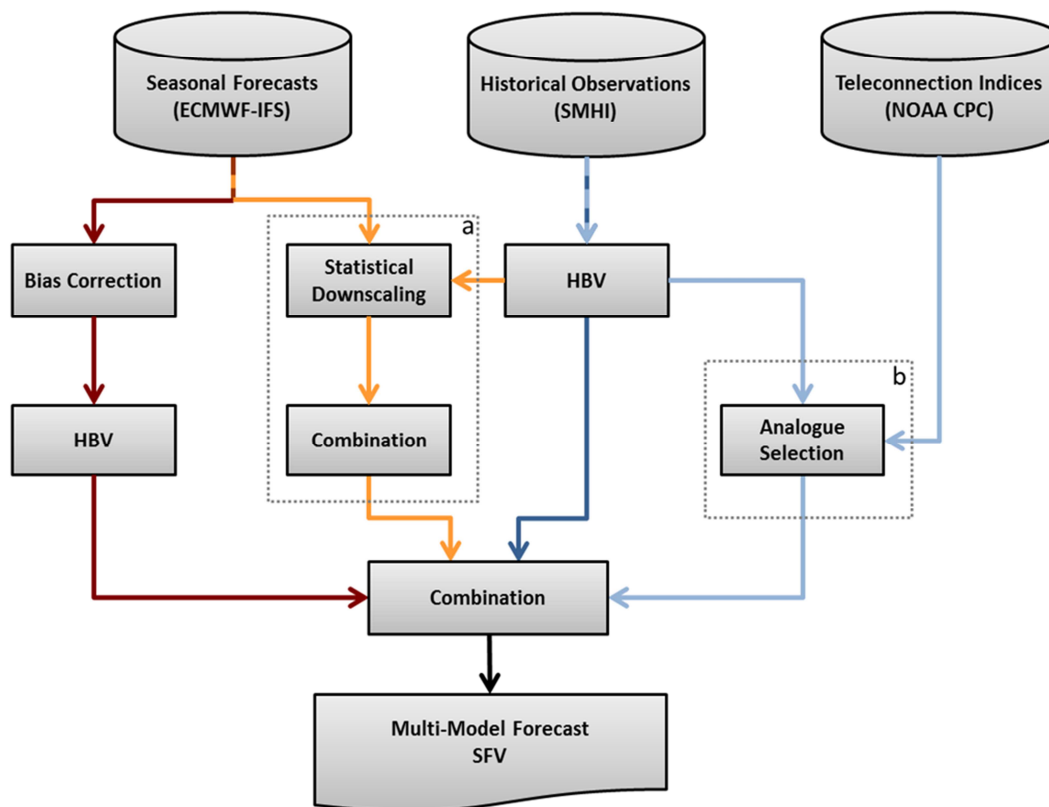 Seasonal Forecasts
(ECMWF-IFS)
Historical Observations
(SMHI)
Teleconnection Indices
(NOAA CPC)
a
Bias Correction
Statistical
Downscaling
HBV
b
HBV
Combination
Analogue
Selection
Combination
Multi-Model Forecast
SFV